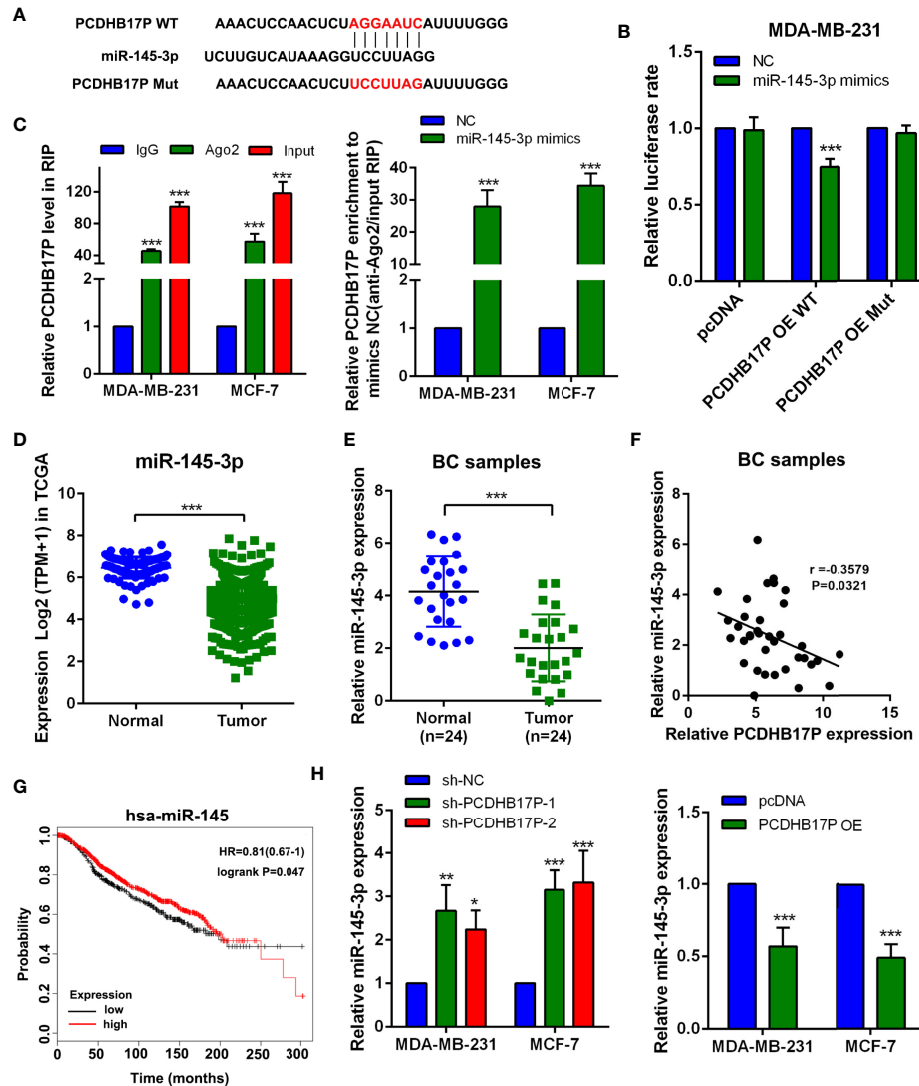 A
PCDHB17P WT AAACUCCAACUCUAGGAAUCAUUUUGGG
miR-145-3p UCUUGUCAUAAAGGUCCUUAGG
PCDHB17P Mut AAACUCCAACUCUUCCUUAGAUUUUGGG
B
MDA-MB-231
NC
miR-145-3p mimics
Relative luciferase rate
1.5
1.0
0.5
0.0
***
pcDNA
PCDHB17P OE WT
PCDHB17P OE Mut
C
IgG Ago2 Input
Relative PCDHB17P level in RIP
120
80
40
2
1
0
*** *** *** ***
MDA-MB-231 MCF-7
NC
miR-145-3p mimics
Relative PCDHB17P enrichment to
mimics NC(anti-Ago2/input RIP)
40
30
20
2
1
0
*** ***
MDA-MB-231 MCF-7
D
miR-145-3p
Expression Log2 (TPM+1) in TCGA
10
8
6
4
2
0
***
Normal Tumor
E
BC samples
Relative miR-145-3p expression
8
6
4
2
0
***
Normal Tumor
(n=24) (n=24)
F
BC samples
Relative miR-145-3p expression
8
6
4
2
0
r =-0.3579
P=0.0321
0 5 10 15
Relative PCDHB17P expression
G
hsa-miR-145
HR=0.81(0.67-1)
logrank P=0.047
Probability
1.0
0.8
0.6
0.4
0.2
0.0
Expression
low
high
0 50 100 150 200 250 300
Time (months)
H
sh-NC
sh-PCDHB17P-1
sh-PCDHB17P-2
Relative miR-145-3p expression
5
4
3
2
1
0
** * *** ***
MDA-MB-231 MCF-7
pcDNA
PCDHB17P OE
Relative miR-145-3p expression
1.5
1.0
0.5
0.0
*** ***
MDA-MB-231 MCF-7